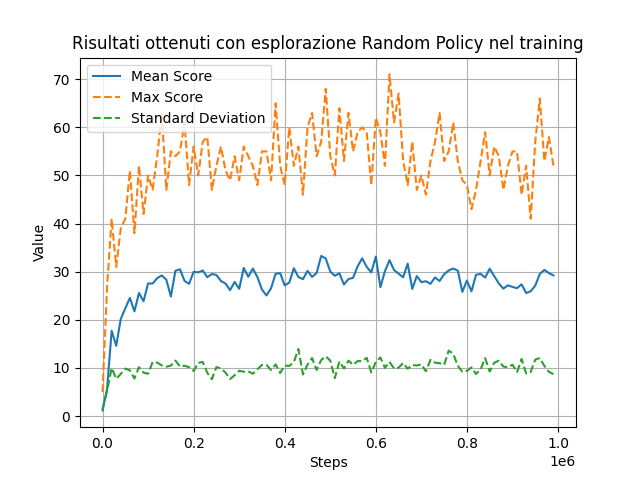 Risultati ottenuti con esplorazione Random Policy nel training
Mean Score
Max Score
Standard Deviation
Value
70
60
50
40
30
20
10
0
0.0 0.2 0.4 0.6 0.8 1.0
1e6
Steps